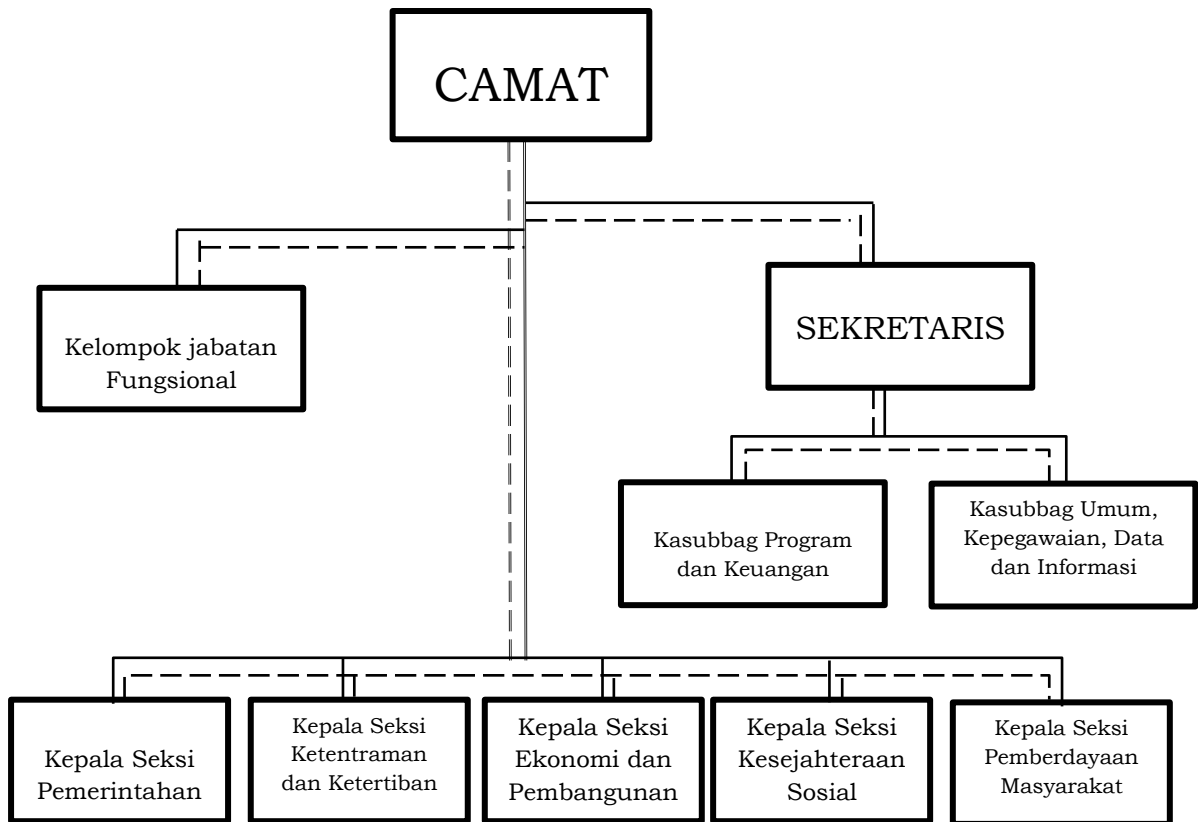 CAMAT
Kelompok jabatan
Fungsional
SEKRETARIS
Kasubbag Program
dan Keuangan
Kasubbag Umum,
Kepegawaian, Data
dan Informasi
Kepala Seksi
Pemerintahan
Kepala Seksi
Ketentraman
dan Ketertiban
Kepala Seksi
Ekonomi dan
Pembangunan
Kepala Seksi
Kesejahteraan
Sosial
Kepala Seksi
Pemberdayaan
Masyarakat